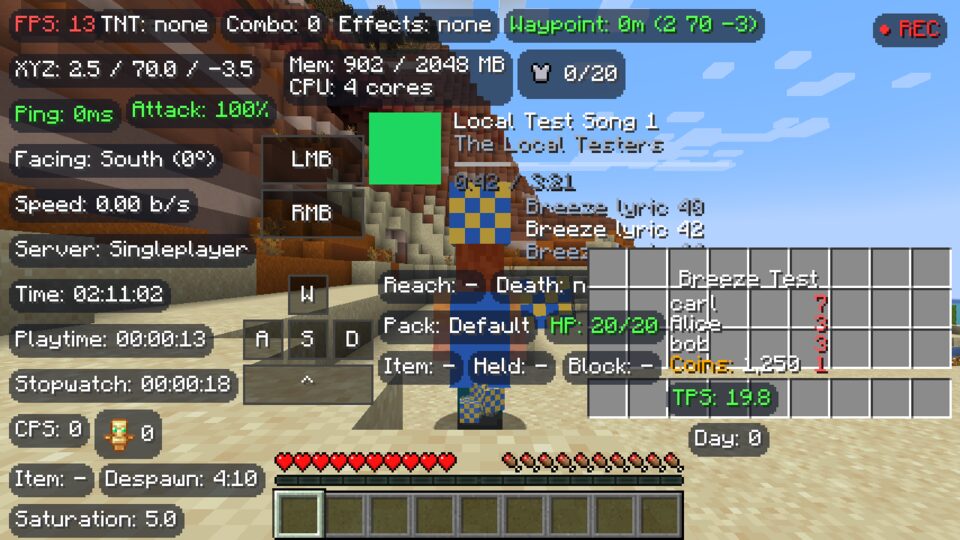 FPS: 13 TNT: none Combo: 0 Effects: none Waypoint: 0m (2 70 -3) REC
XYZ: 2.5 / 70.0 / -3.5
Mem: 902 / 2048 MB
CPU: 4 cores
0/20
Ping: 0ms
Attack: 100%
Local Test Song 1
The Local Testers
0:42 / 3:21
Facing: South (0°)
LMB
Speed: 0.00 b/s
RMB
Breeze lyric 40
Breeze lyric 42
Server: Singleplayer
Time: 02:11:02
W
Reach: - Death: n
Breeze Test
carl 7
Alice 3
bob 3
Coins: 1,250 1
Playtime: 00:00:13
A S D
Pack: Default HP: 20/20
Stopwatch: 00:00:18
^
Item: - Held: - Block: -
TPS: 19.8
CPS: 0
0
Day: 0
Item: - Despawn: 4:10
Saturation: 5.0